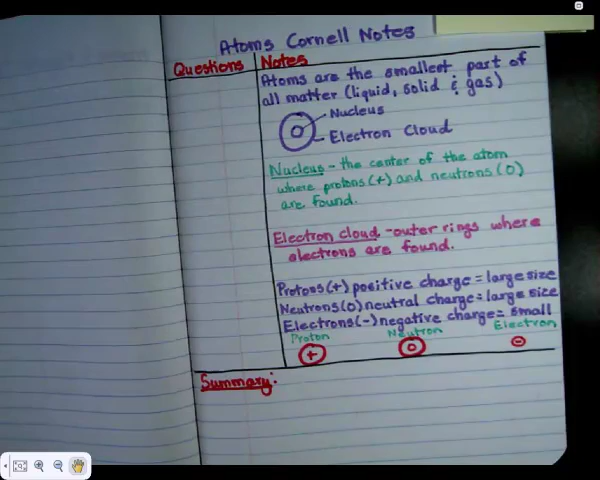 Atoms Cornell Notes
Questions
Notes
Atoms are the smallest part of
all matter (liquid, solid & gas)
Nucleus
Electron Cloud
Nucleus - the center of the atom
where protons (+) and neutrons (0)
are found.
Electron cloud - outer rings where
electrons are found.
Protons (+) positive charge = large size
Neutrons (0) neutral charge = large size
Electrons (-) negative charge = small
Proton Neutron Electron
+ 0 -
Summary: